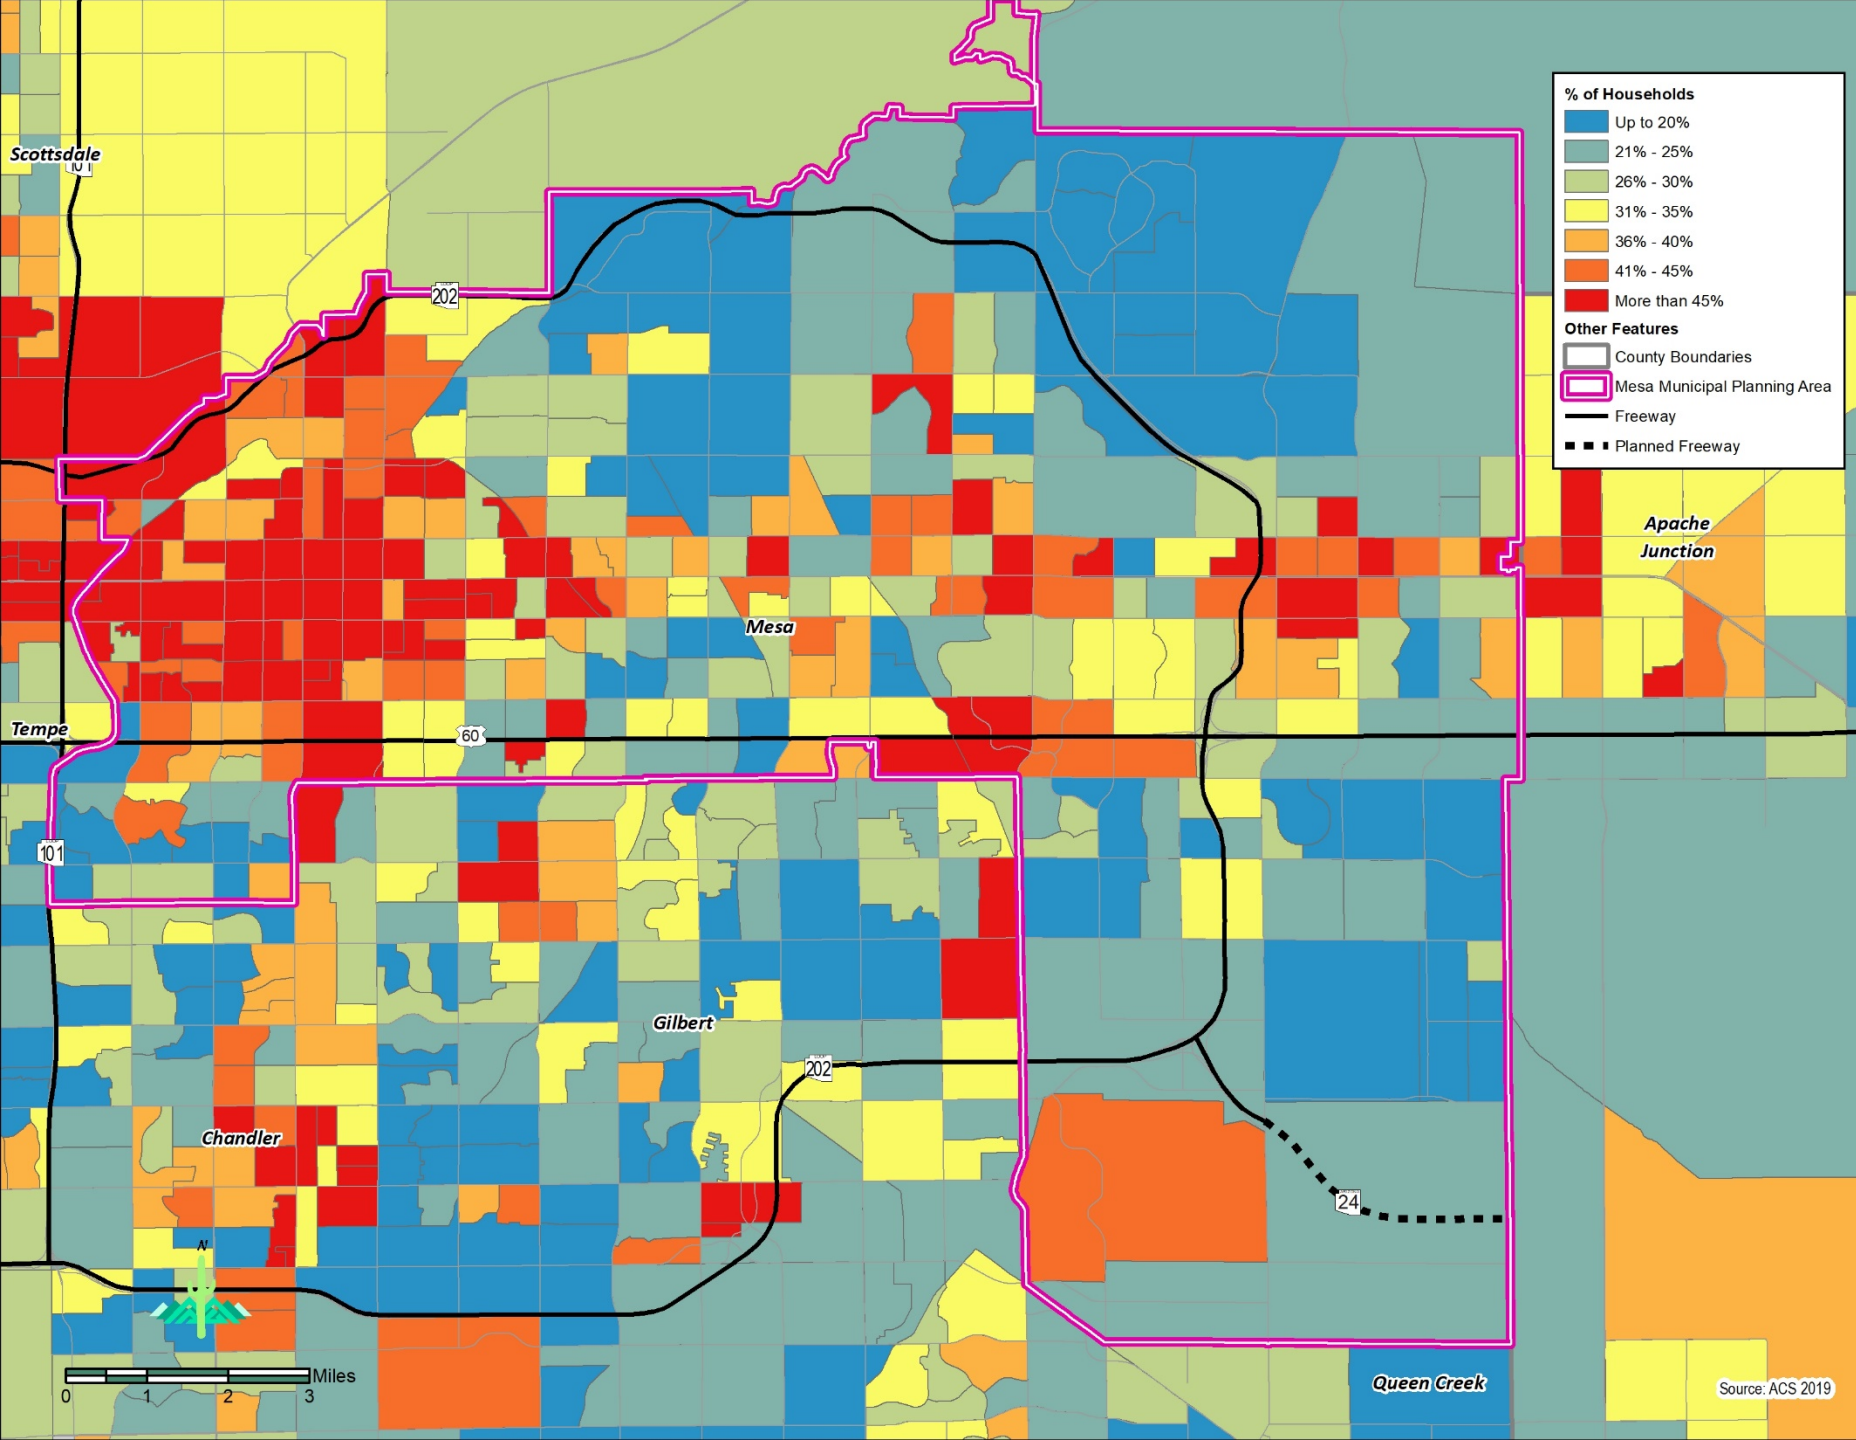 % of Households
Up to 20%
21% - 25%
26% - 30%
31% - 35%
36% - 40%
41% - 45%
More than 45%
Other Features
County Boundaries
Mesa Municipal Planning Area
Freeway
Planned Freeway
Scottsdale
101
202
Apache
Junction
Mesa
Tempe
60
101
Gilbert
202
Chandler
24
N
Miles
0 1 2 3
Queen Creek
Source: ACS 2019